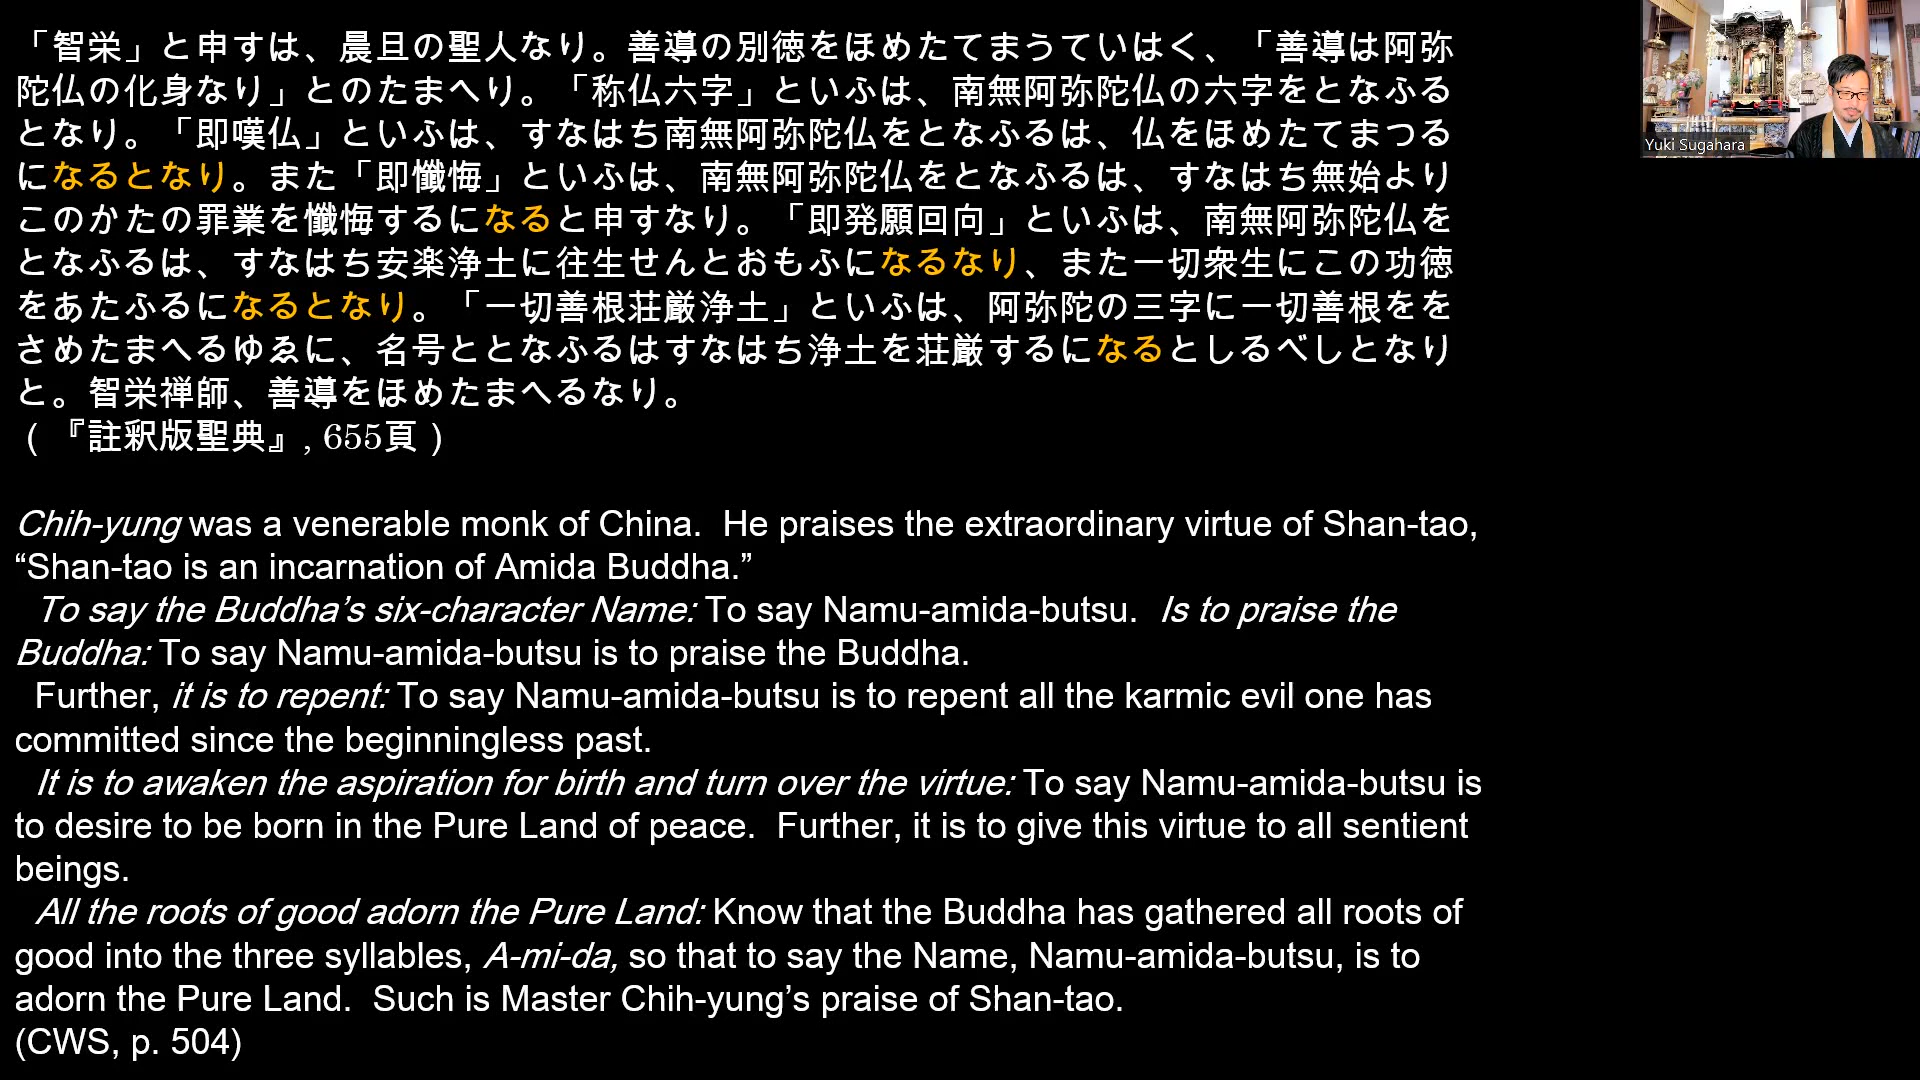 「智栄」と申すは、晨旦の聖人なり。善導の別徳をほめたてまうていはく、「善導は阿弥
陀仏の化身なり」とのたまへり。「称仏六字」といふは、南無阿弥陀仏の六字をとなふる
となり。「即嘆仏」といふは、すなはち南無阿弥陀仏をとなふるは、仏をほめたてまつる
になるとなり。また「即懺悔」といふは、南無阿弥陀仏をとなふるは、すなはち無始より
このかたの罪業を懺悔するになると申すなり。「即発願回向」といふは、南無阿弥陀仏を
となふるは、すなはち安楽浄土に往生せんとおもふになるなり、また一切衆生にこの功徳
をあたふるになるとなり。「一切善根荘厳浄土」といふは、阿弥陀の三字に一切善根をを
さめたまへるゆゑに、名号ととなふるはすなはち浄土を荘厳するになるとしるべしとなり
と。智栄禅師、善導をほめたまへるなり。
(『註釈版聖典』, 655頁)
Chih-yung was a venerable monk of China. He praises the extraordinary virtue of Shan-tao,
“Shan-tao is an incarnation of Amida Buddha.”
To say the Buddha’s six-character Name: To say Namu-amida-butsu. Is to praise the
Buddha: To say Namu-amida-butsu is to praise the Buddha.
Further, it is to repent: To say Namu-amida-butsu is to repent all the karmic evil one has
committed since the beginningless past.
It is to awaken the aspiration for birth and turn over the virtue: To say Namu-amida-butsu is
to desire to be born in the Pure Land of peace. Further, it is to give this virtue to all sentient
beings.
All the roots of good adorn the Pure Land: Know that the Buddha has gathered all roots of
good into the three syllables, A-mi-da, so that to say the Name, Namu-amida-butsu, is to
adorn the Pure Land. Such is Master Chih-yung’s praise of Shan-tao.
(CWS, p. 504)
Yuki Sugahara